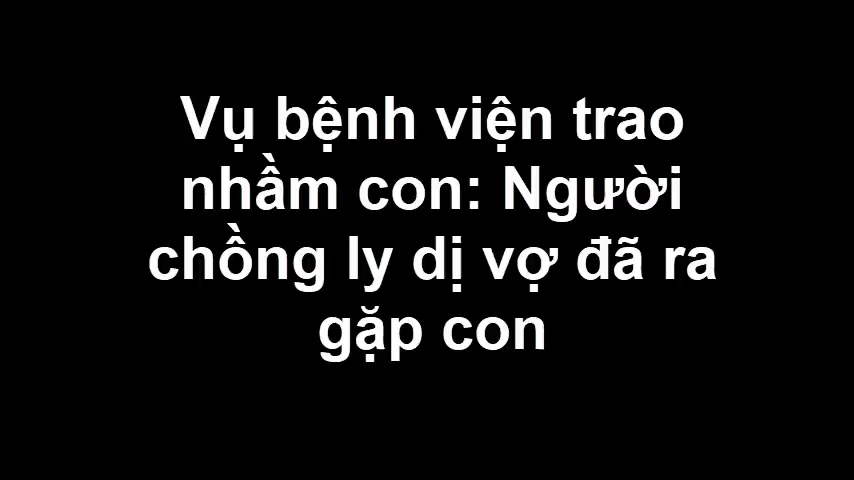 Vụ bệnh viện trao
nhầm con: Người
chồng ly dị vợ đã ra
gặp con